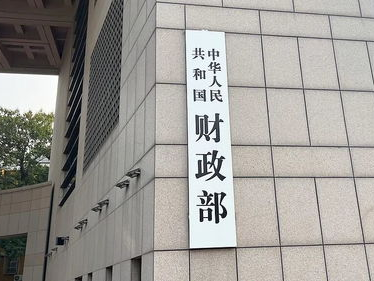 中华人民
共和国
财政部